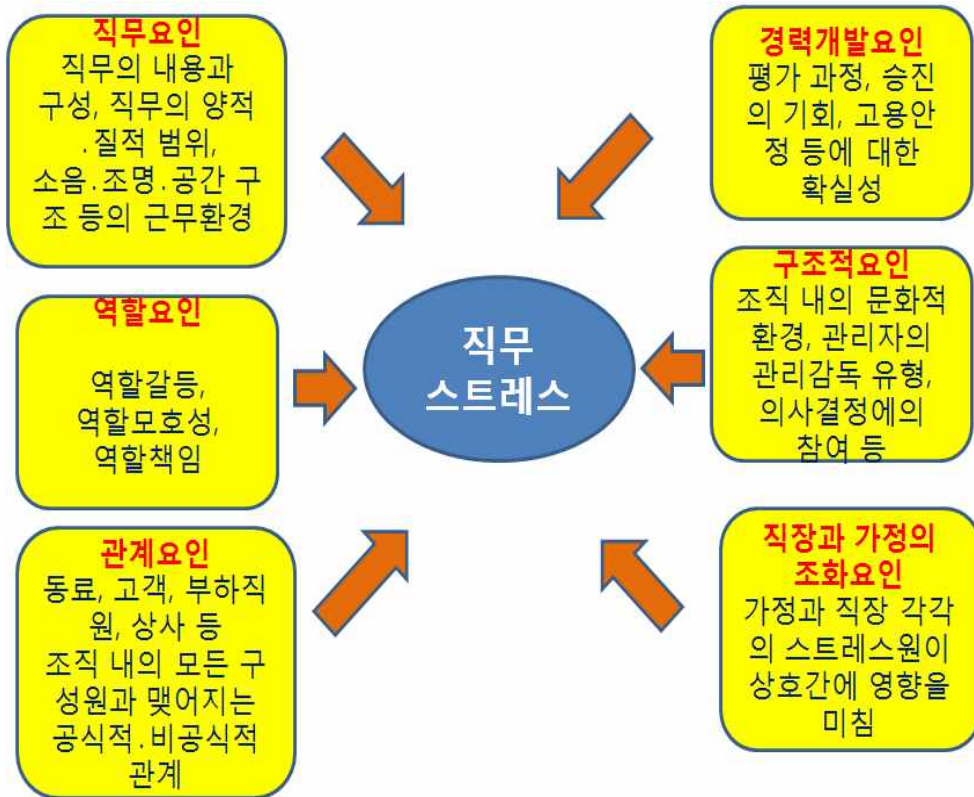 직무요인
직무의 내용과
구성, 직무의 양적
.질적 범위,
소음.조명.공간 구
조 등의 근무환경
역할요인
역할갈등,
역할모호성,
역할책임
관계요인
동료, 고객, 부하직
원, 상사 등
조직 내의 모든 구
성원과 맺어지는
공식적.비공식적
관계
직무
스트레스
경력개발요인
평가 과정, 승진
의 기회, 고용안
정 등에 대한
확실성
구조적요인
조직 내의 문화적
환경, 관리자의
관리감독 유형,
의사결정에의
참여 등
직장과 가정의
조화요인
가정과 직장 각각
의 스트레스원이
상호간에 영향을
미침